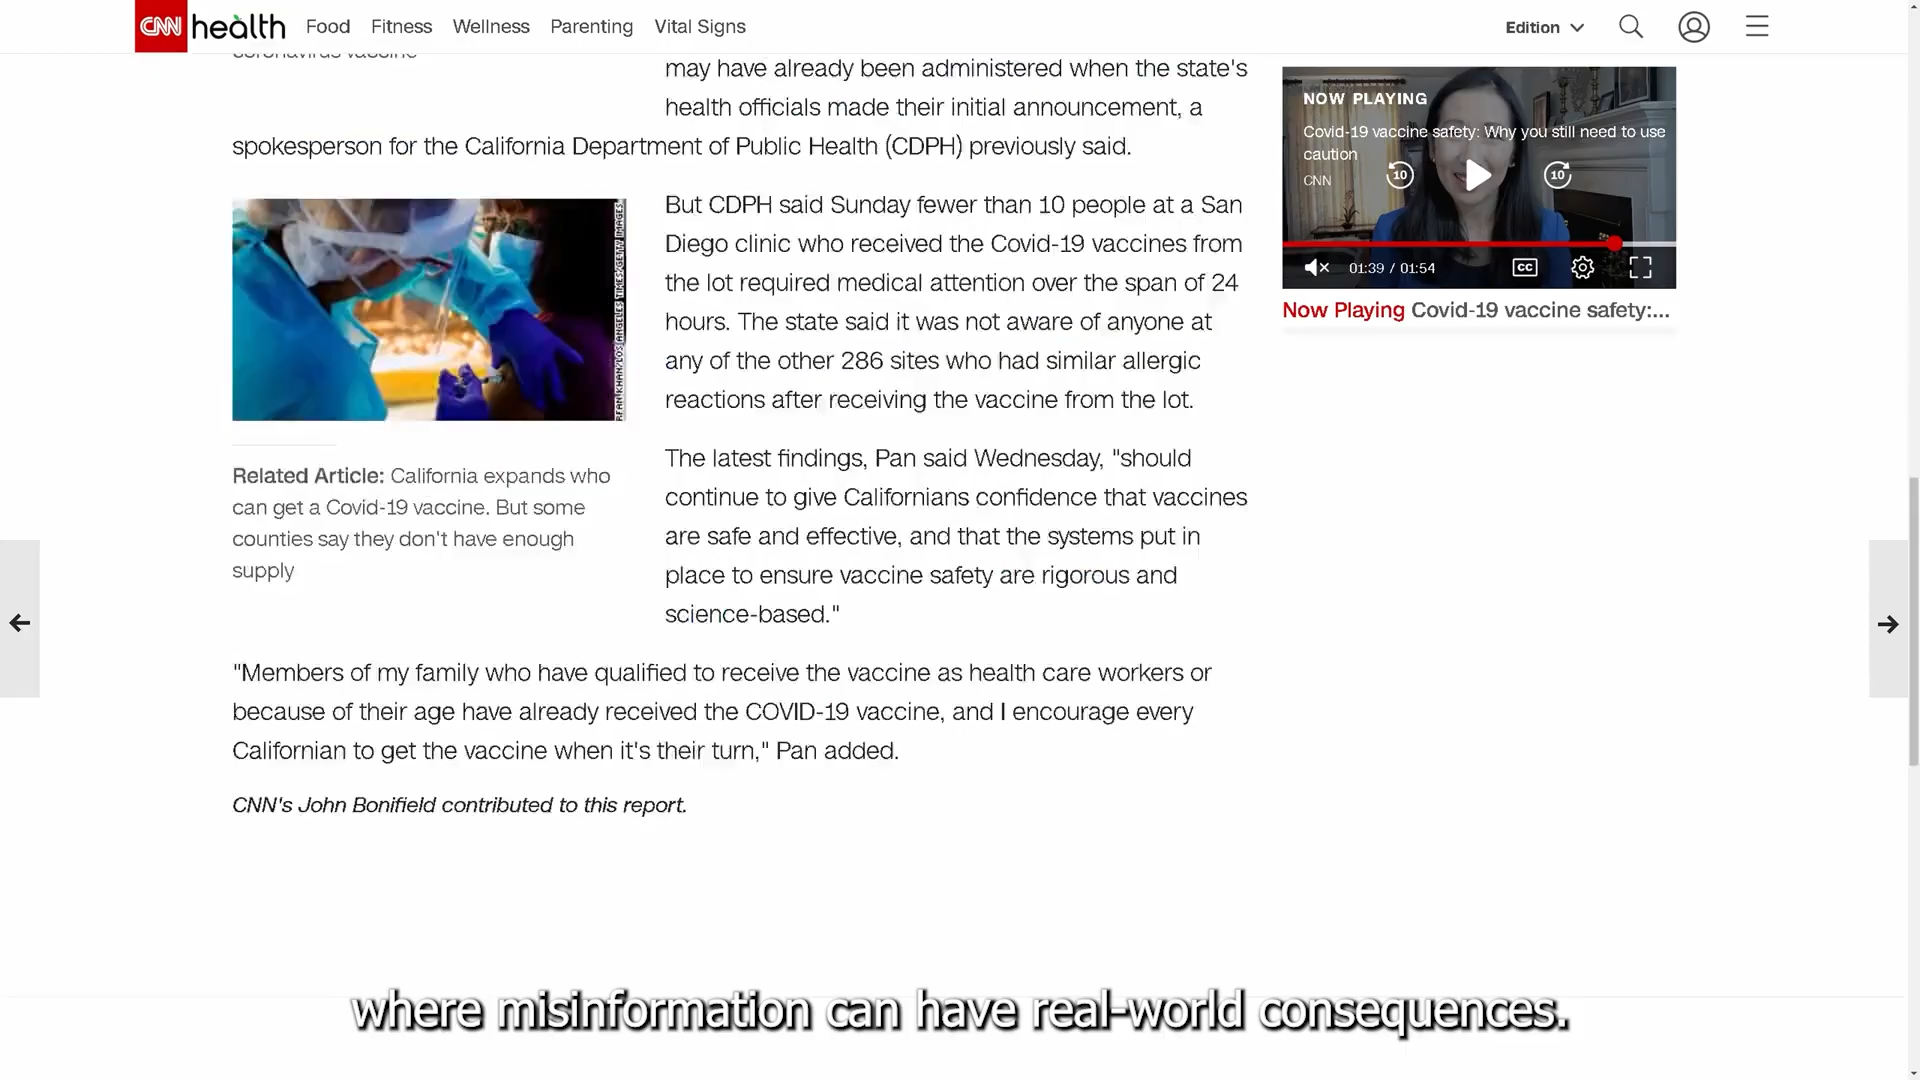 CNN health Food Fitness Wellness Parenting Vital Signs Edition
coronavirus vaccine
may have already been administered when the state's
health officials made their initial announcement, a
spokesperson for the California Department of Public Health (CDPH) previously said.
But CDPH said Sunday fewer than 10 people at a San
Diego clinic who received the Covid-19 vaccines from
the lot required medical attention over the span of 24
hours. The state said it was not aware of anyone at
any of the other 286 sites who had similar allergic
reactions after receiving the vaccine from the lot.
IRFAN KHAN/LOS ANGELES TIMES/GETTY IMAGES
Related Article: California expands who
can get a Covid-19 vaccine. But some
counties say they don't have enough
supply
The latest findings, Pan said Wednesday, "should
continue to give Californians confidence that vaccines
are safe and effective, and that the systems put in
place to ensure vaccine safety are rigorous and
science-based."
"Members of my family who have qualified to receive the vaccine as health care workers or
because of their age have already received the COVID-19 vaccine, and I encourage every
Californian to get the vaccine when it's their turn," Pan added.
CNN's John Bonifield contributed to this report.
NOW PLAYING
Covid-19 vaccine safety: Why you still need to use
caution
CNN
10 10
01:39 / 01:54 CC
Now Playing Covid-19 vaccine safety:...
where misinformation can have real-world consequences.